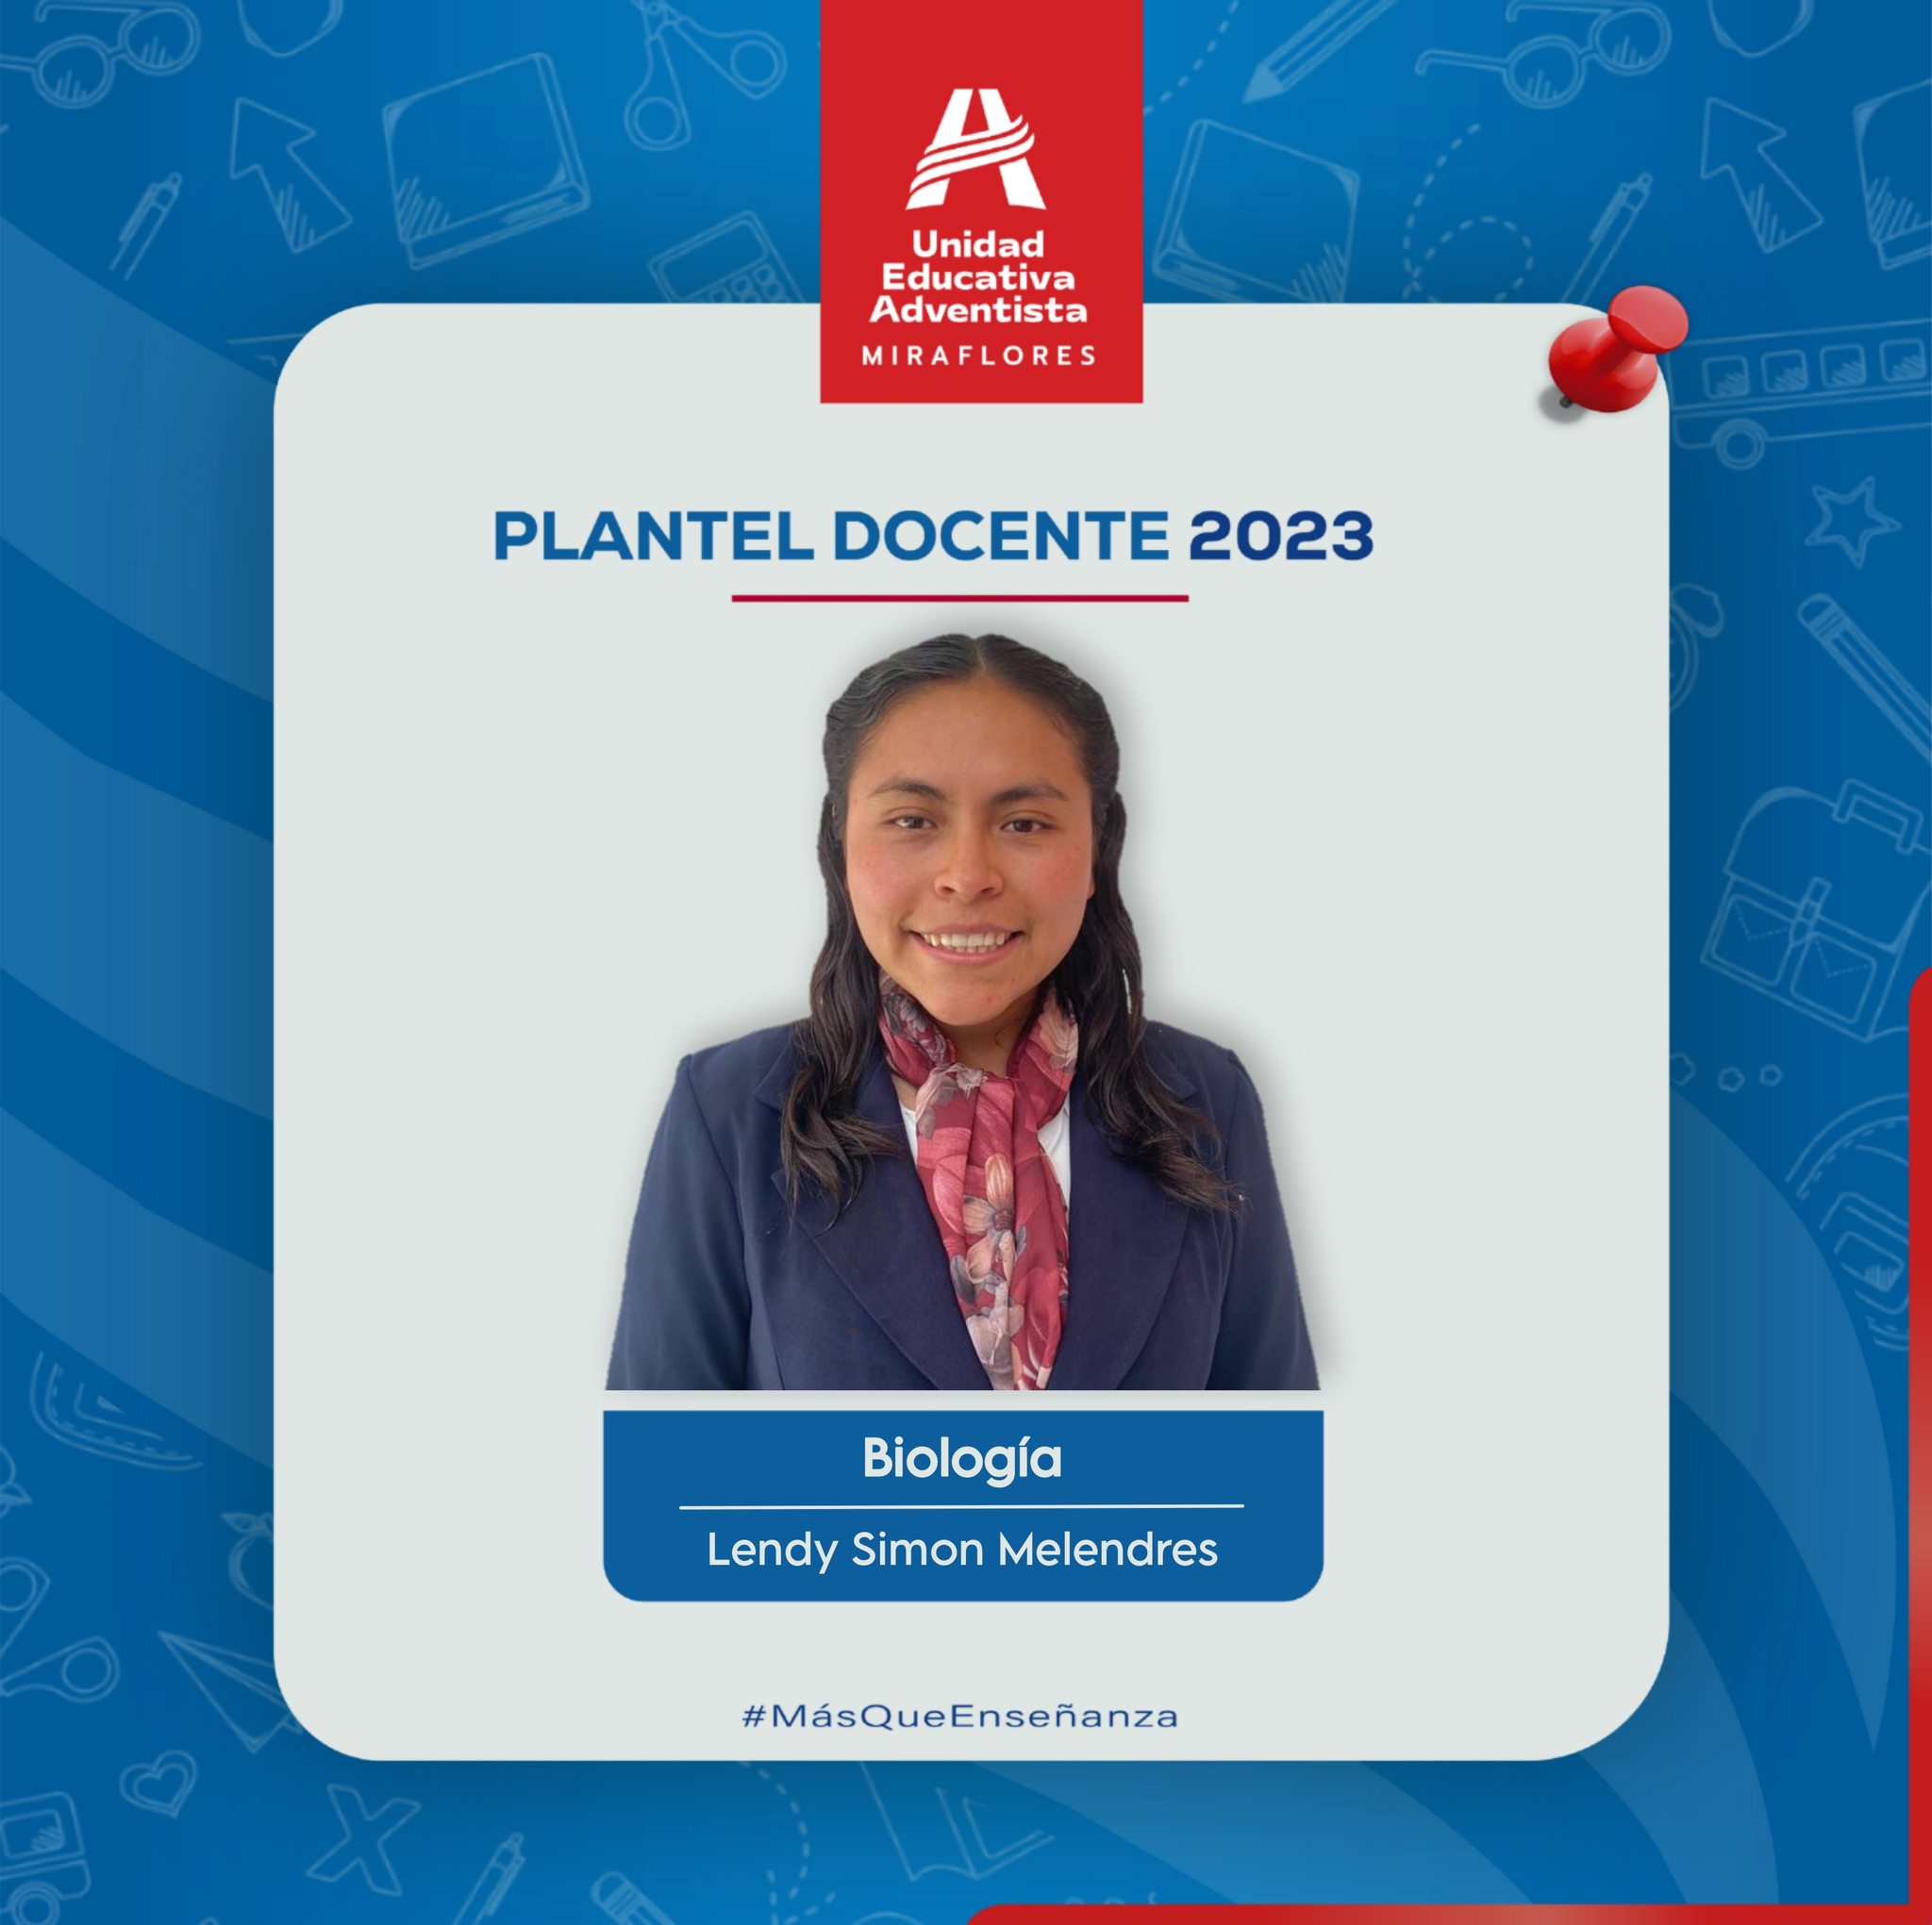 Unidad
Educativa
Adventista
MIRAFLORES
PLANTEL DOCENTE 2023
Biología
Lendy Simon Melendres
#MásQueEnseñanza